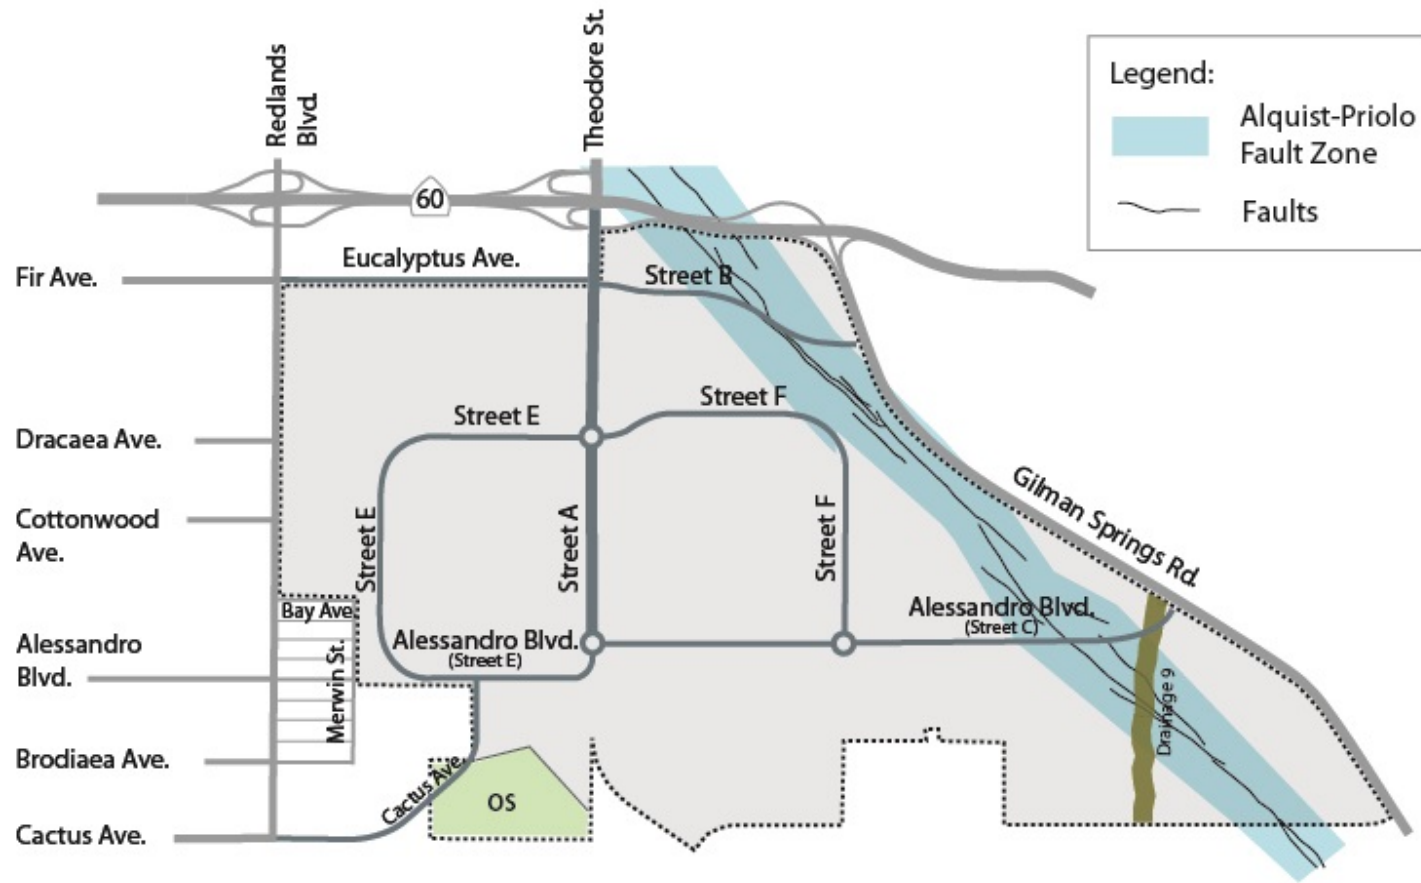 Redlands
Blvd.
Theodore St.
Legend:
Alquist-Priolo
Fault Zone
Faults
60
Eucalyptus Ave.
Fir Ave.
Street B
Street F
Street E
Dracaea Ave.
Cottonwood
Ave.
Street E
Street A
Street F
Gilman Springs Rd.
Bay Ave
Alessandro Blvd.
(Street C)
Alessandro Blvd.
(Street E)
Alessandro
Blvd.
Merwin St.
Drainage 9
Brodiaea Ave.
Cactus Ave.
OS
Cactus Ave.